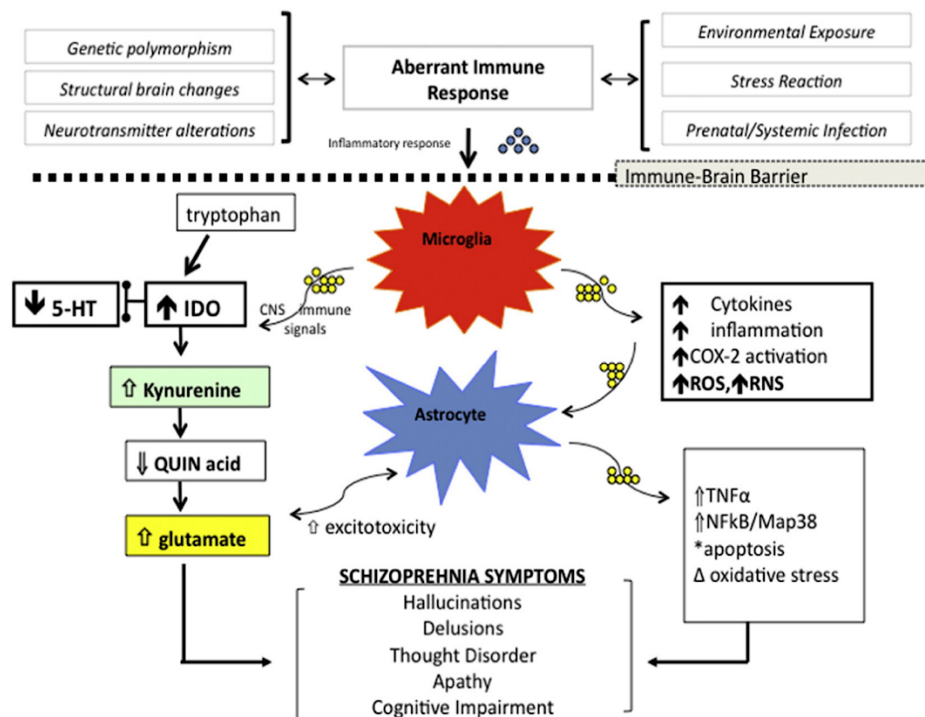 Genetic polymorphism
Structural brain changes
Neurotransmitter alterations
Aberrant Immune
Response
Environmental Exposure
Stress Reaction
Prenatal/Systemic Infection
Inflammatory response
Immune-Brain Barrier
tryptophan
Microglia
↓ 5-HT
↑ IDO
CNS immune
signals
↑ Cytokines
↑ inflammation
↑COX-2 activation
↑ROS,↑RNS
⇧ Kynurenine
Astrocyte
⇓ QUIN acid
⇧ glutamate
⇧ excitotoxicity
⇑TNFα
⇑NFkB/Map38
*apoptosis
Δ oxidative stress
SCHIZOPREHNIA SYMPTOMS
Hallucinations
Delusions
Thought Disorder
Apathy
Cognitive Impairment